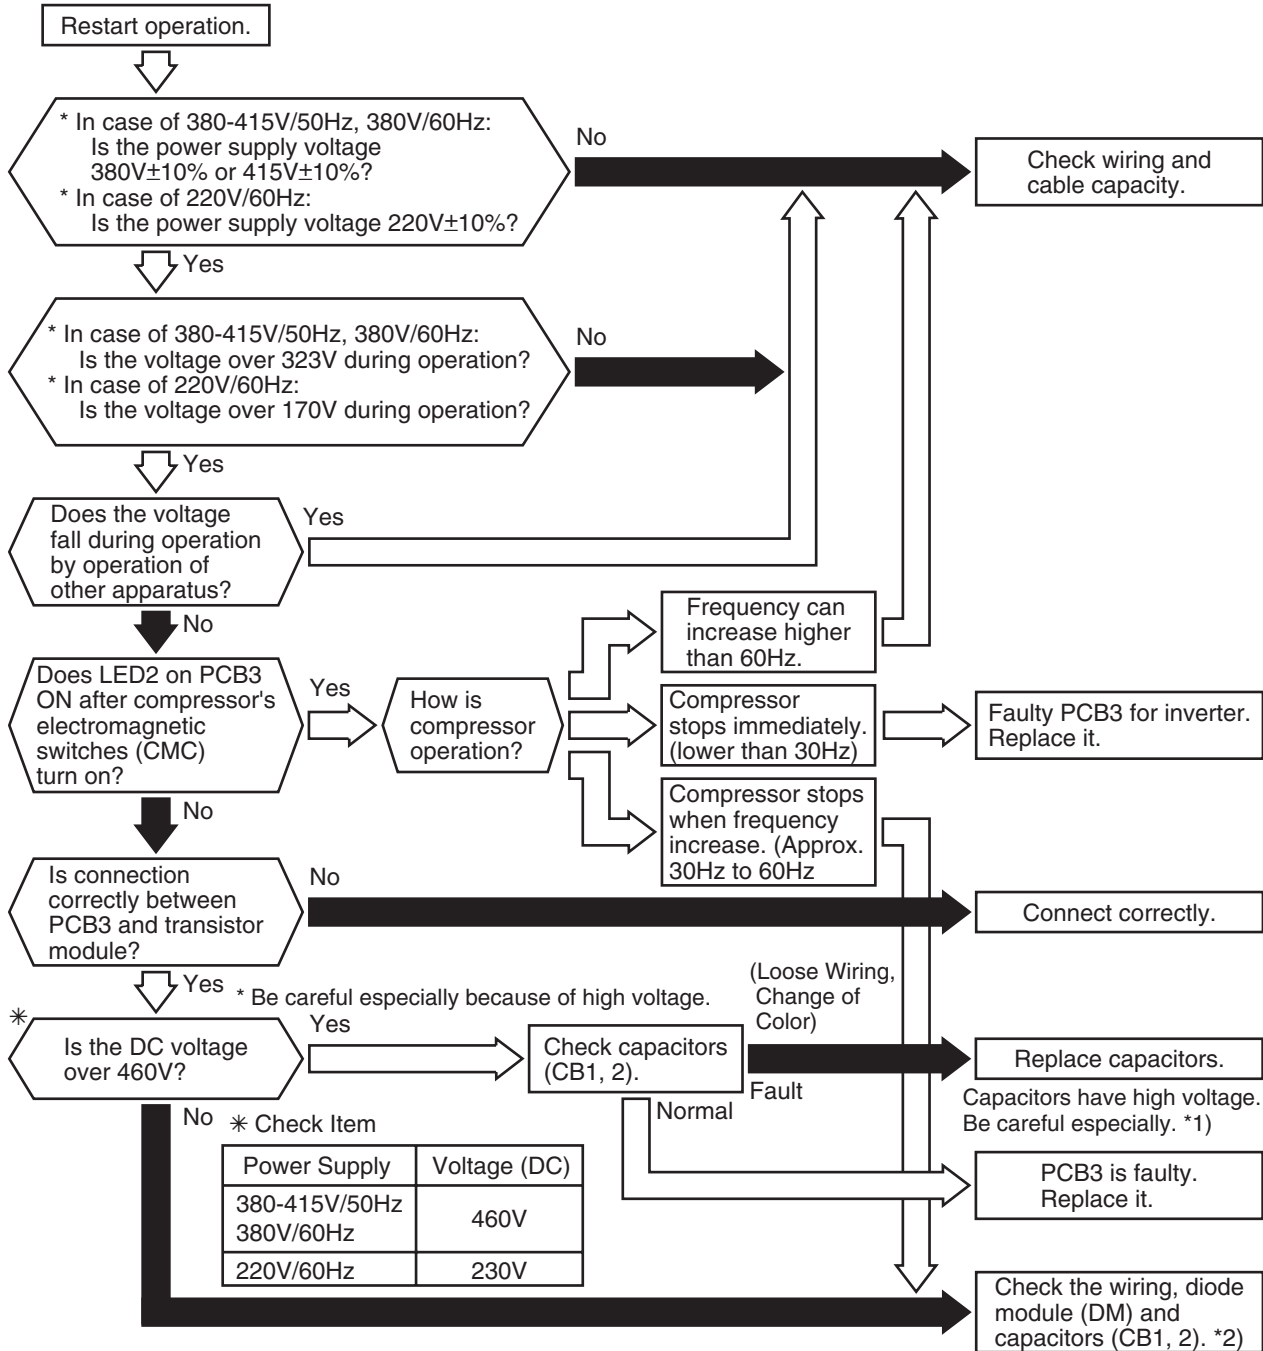 Restart operation.
* In case of 380-415V/50Hz, 380V/60Hz:
Is the power supply voltage
380V±10% or 415V±10%?
* In case of 220V/60Hz:
Is the power supply voltage 220V±10%?
No
Check wiring and
cable capacity.
Yes
* In case of 380-415V/50Hz, 380V/60Hz:
Is the voltage over 323V during operation?
* In case of 220V/60Hz:
Is the voltage over 170V during operation?
No
Yes
Does the voltage
fall during operation
by operation of
other apparatus?
Yes
No
Does LED2 on PCB3
ON after compressor's
electromagnetic
switches (CMC)
turn on?
Yes
How is
compressor
operation?
Frequency can
increase higher
than 60Hz.
Compressor
stops immediately.
(lower than 30Hz)
Faulty PCB3 for inverter.
Replace it.
Compressor stops
when frequency
increase. (Approx.
30Hz to 60Hz
No
Is connection
correctly between
PCB3 and transistor
module?
No
Connect correctly.
Yes
* Be careful especially because of high voltage.
✳
Is the DC voltage
over 460V?
Yes
Check capacitors
(CB1, 2).
(Loose Wiring,
Change of
Color)
Fault
Replace capacitors.
Capacitors have high voltage.
Be careful especially. *1)
Normal
PCB3 is faulty.
Replace it.
No
✳ Check Item
Power Supply Voltage (DC)
380-415V/50Hz
380V/60Hz
460V
220V/60Hz 230V
Check the wiring, diode
module (DM) and
capacitors (CB1, 2). *2)